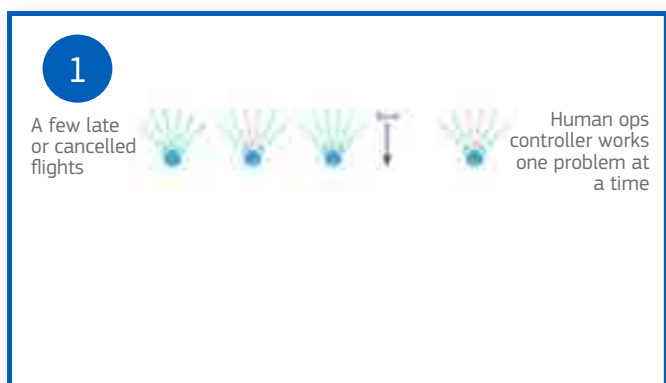 1
A few late
or cancelled
flights
Human ops
controller works
one problem at
a time